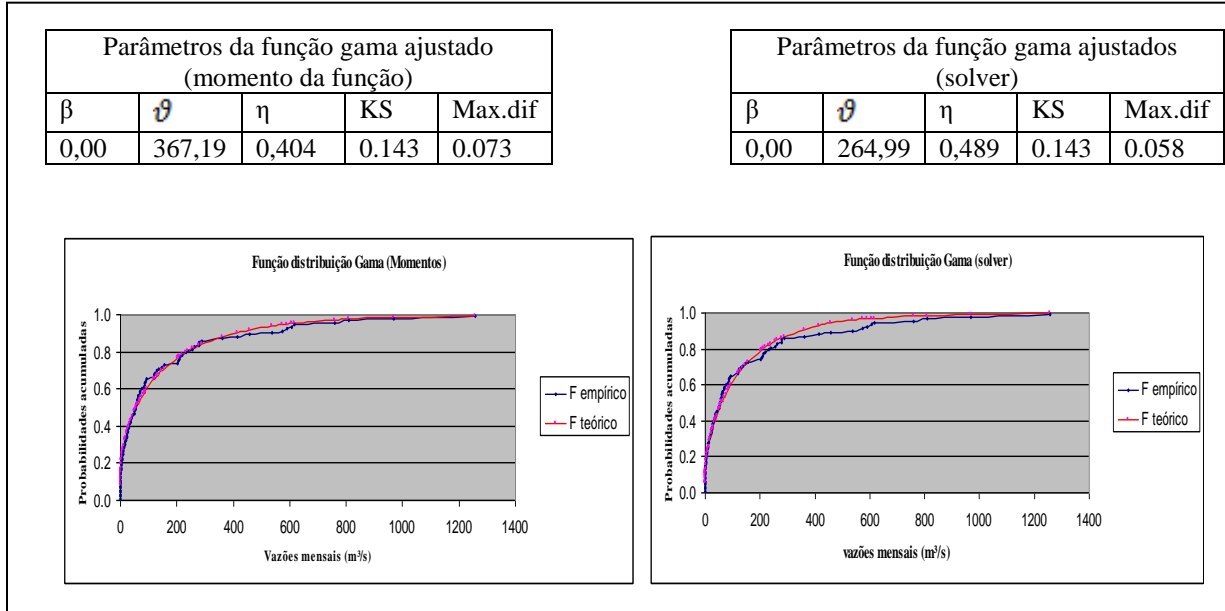 Parâmetros da função gama ajustado
(momento da função)
β ϑ η KS Max.dif
0,00 367,19 0,404 0.143 0.073
Parâmetros da função gama ajustados
(solver)
β ϑ η KS Max.dif
0,00 264,99 0,489 0.143 0.058
Função distribuição Gama (Momentos)
Probabilidades acumuladas
1.0
0.8
0.6
0.4
0.2
0.0
0 200 400 600 800 1000 1200 1400
Vazões mensais (m³/s)
F empírico
F teórico
Função distribuição Gama (solver)
Probabilidades acumuladas
1.0
0.8
0.6
0.4
0.2
0.0
0 200 400 600 800 1000 1200 1400
vazões mensais (m³/s)
F empírico
F teórico